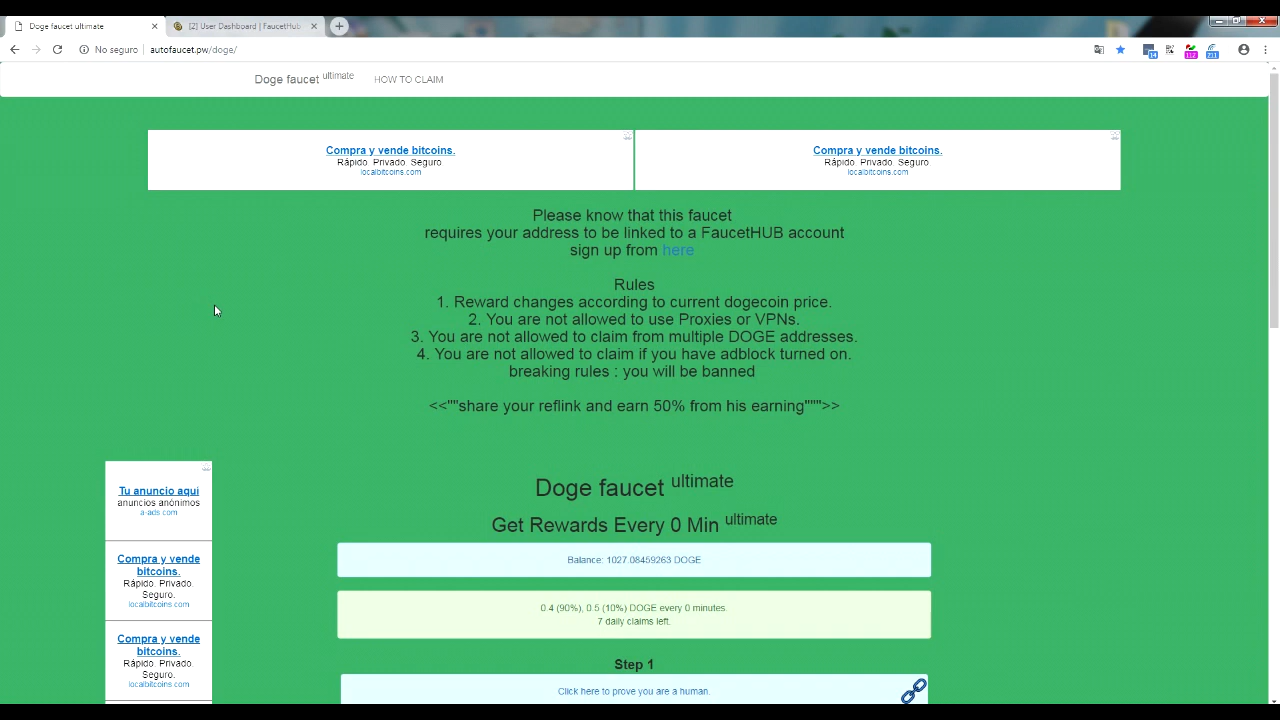 Doge faucet ultimate
[2] User Dashboard | FaucetHub
No seguro
autofaucet.pw/doge/
14
112
211
Doge faucet ultimate
HOW TO CLAIM
Compra y vende bitcoins.
Rápido. Privado. Seguro.
localbitcoins.com
Compra y vende bitcoins.
Rápido. Privado. Seguro
localbitcoins.com
Please know that this faucet
requires your address to be linked to a FaucetHUB account
sign up from here
Rules
1. Reward changes according to current dogecoin price.
2. You are not allowed to use Proxies or VPNs.
3. You are not allowed to claim from multiple DOGE addresses.
4. You are not allowed to claim if you have adblock turned on.
breaking rules : you will be banned
<<""share your reflink and earn 50% from his earning""">>
Tu anuncio aquí
anuncios anónimos
a-ads.com
Compra y vende
bitcoins.
Rápido. Privado.
Seguro.
localbitcoins.com
Compra y vende
bitcoins.
Rápido. Privado.
Seguro.
localbitcoins.com
Doge faucet ultimate
Get Rewards Every 0 Min ultimate
Balance: 1027.08459263 DOGE
0.4 (90%), 0.5 (10%) DOGE every 0 minutes.
7 daily claims left.
Step 1
Click here to prove you are a human.